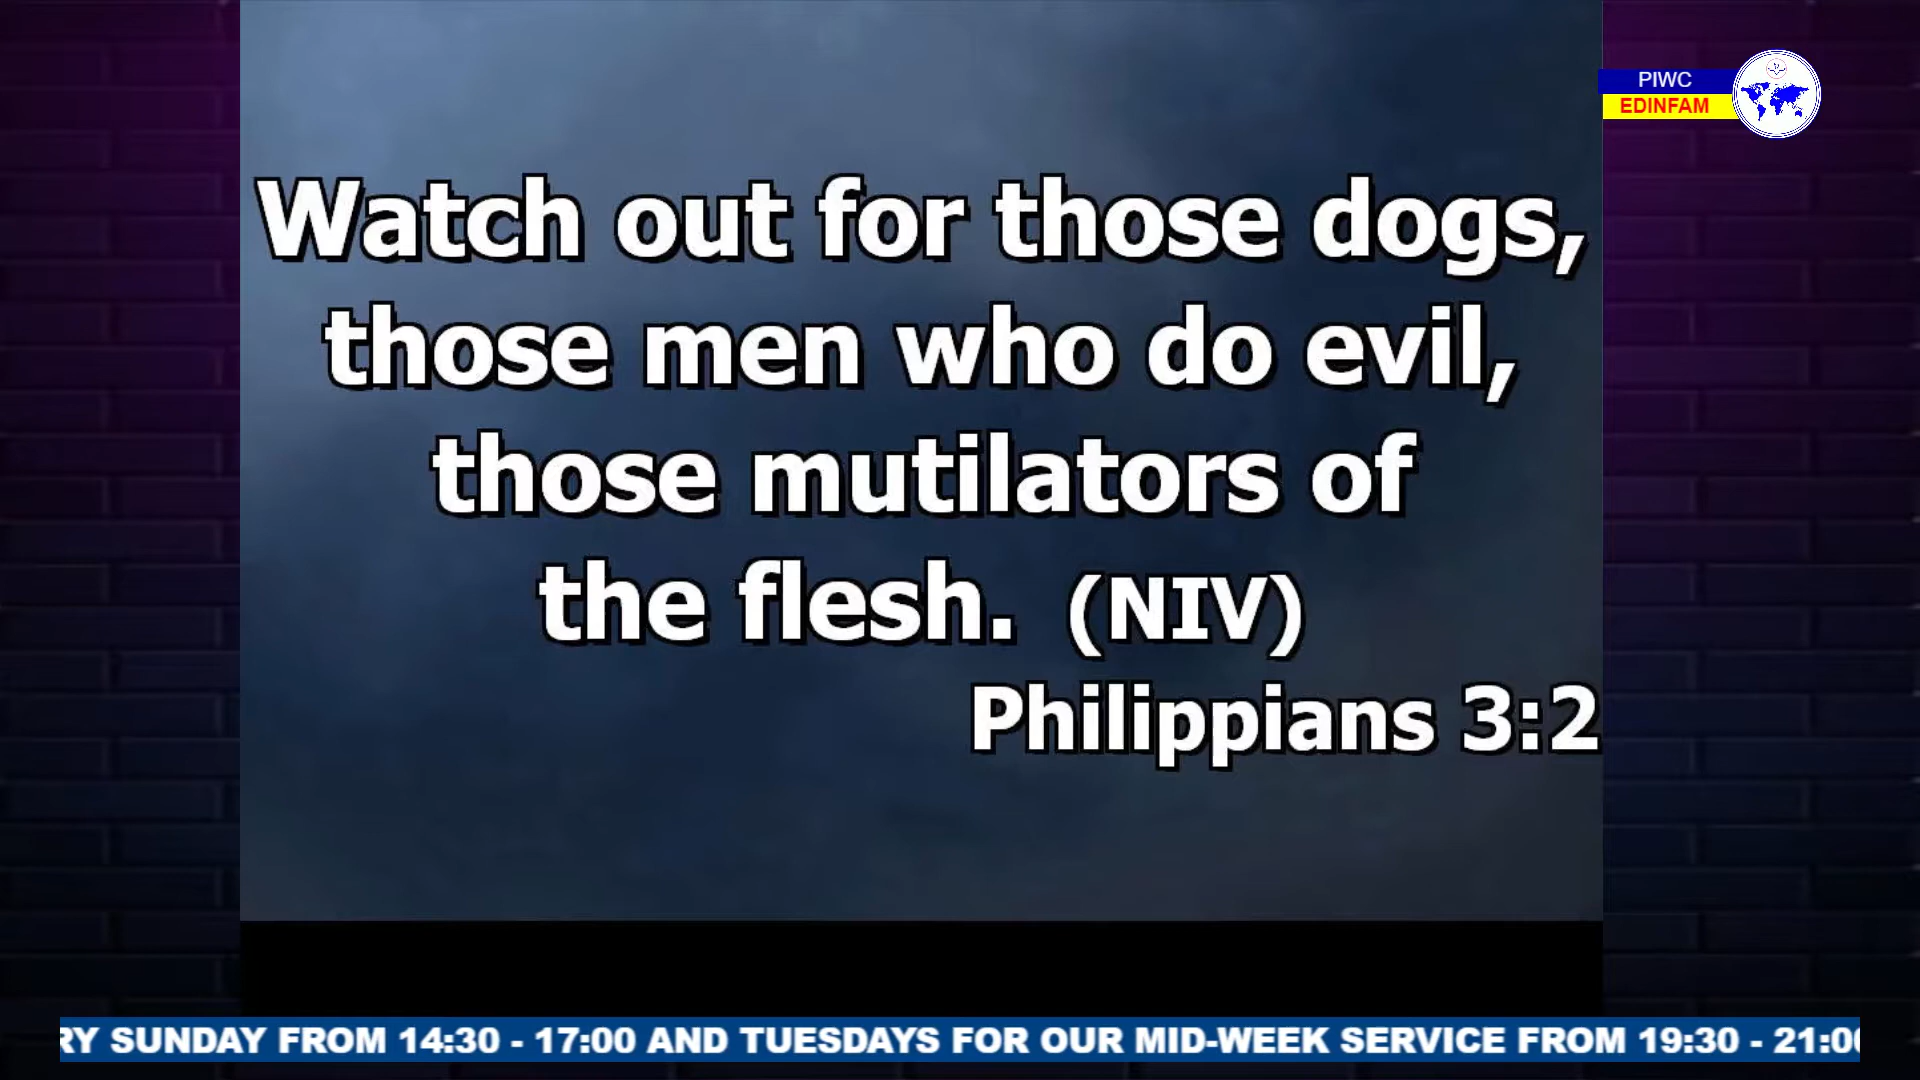 PIWC
EDINFAM
Watch out for those dogs,
those men who do evil,
those mutilators of
the flesh. (NIV)
Philippians 3:2
RY SUNDAY FROM 14:30 - 17:00 AND TUESDAYS FOR OUR MID-WEEK SERVICE FROM 19:30 - 21:00